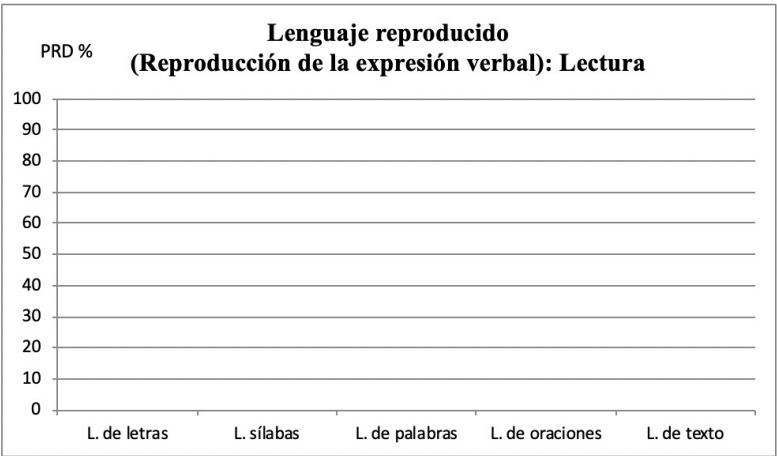 Lenguaje reproducido
PRD %
(Reproducción de la expresión verbal): Lectura
100
90
80
70
60
50
40
30
20
10
0
L. de letras
L. sílabas
L. de palabras
L. de oraciones
L. de texto